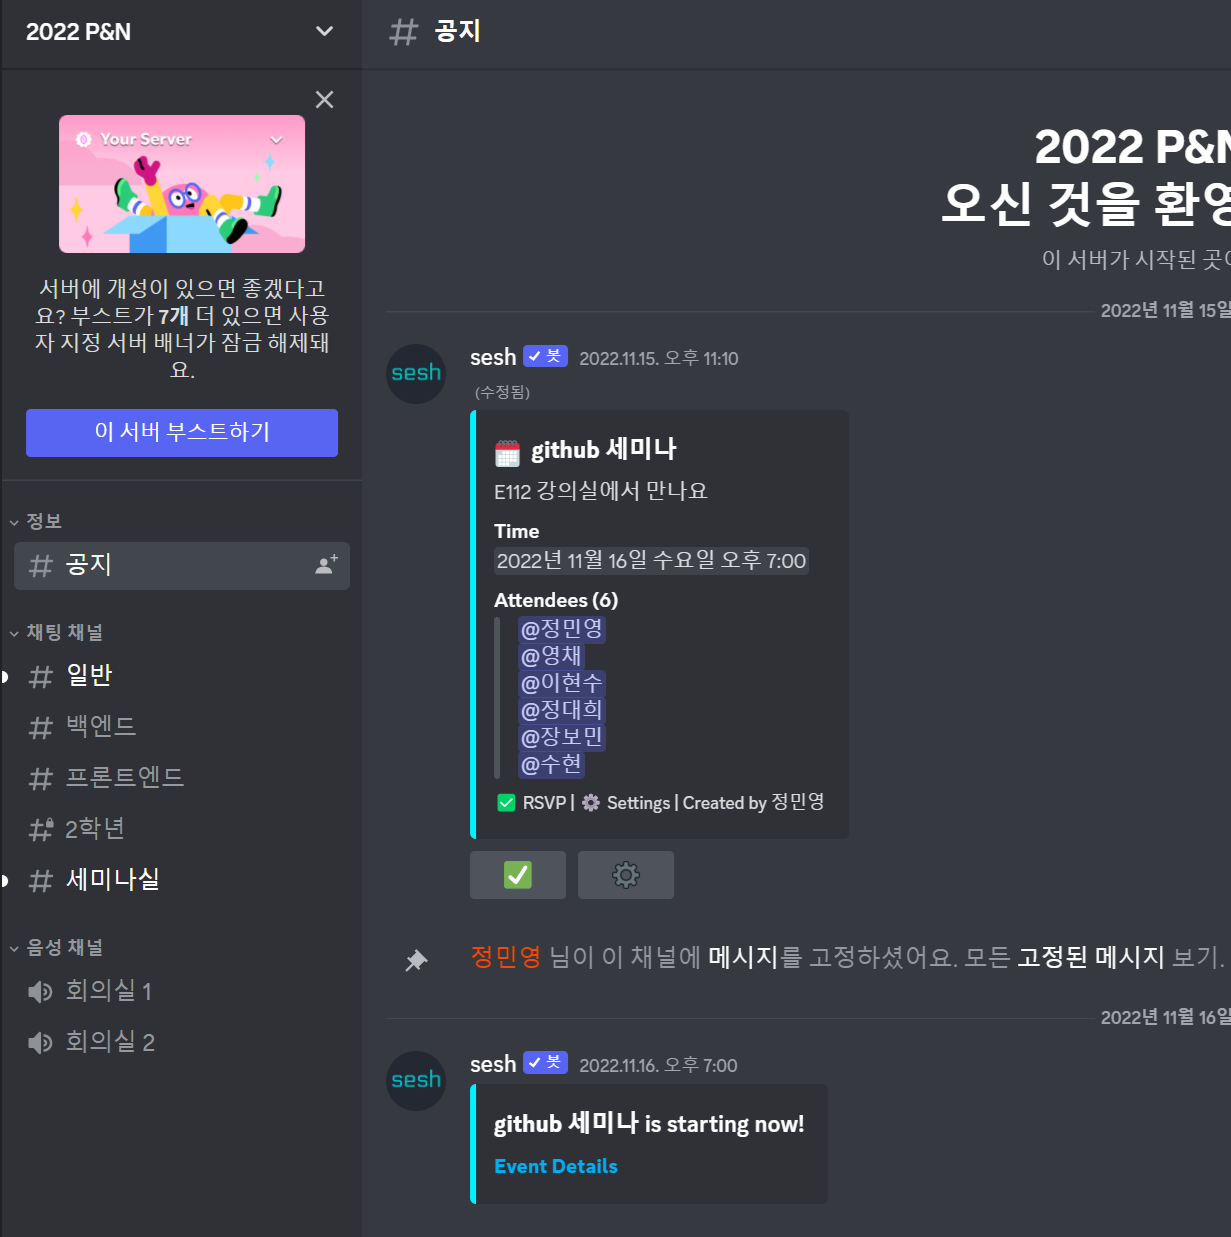 2022 P&N
Your Server
서버에 개성이 있으면 좋겠다고
요? 부스트가 7개 더 있으면 사용
자 지정 서버 배너가 잠금 해제돼
요.
이 서버 부스트하기
정보
공지
채팅 채널
일반
백엔드
프론트엔드
2학년
세미나실
음성 채널
회의실 1
회의실 2
공지
2022 P&N
오신 것을 환영
이 서버가 시작된 곳이
2022년 11월 15일
sesh
sesh 봇 2022.11.15. 오후 11:10
(수정됨)
github 세미나
E112 강의실에서 만나요
Time
2022년 11월 16일 수요일 오후 7:00
Attendees (6)
@정민영
@영채
@이현수
@정대희
@장보민
@수현
RSVP | Settings | Created by 정민영
정민영 님이 이 채널에 메시지를 고정하셨어요. 모든 고정된 메시지 보기.
2022년 11월 16일
sesh
sesh 봇 2022.11.16. 오후 7:00
github 세미나 is starting now!
Event Details